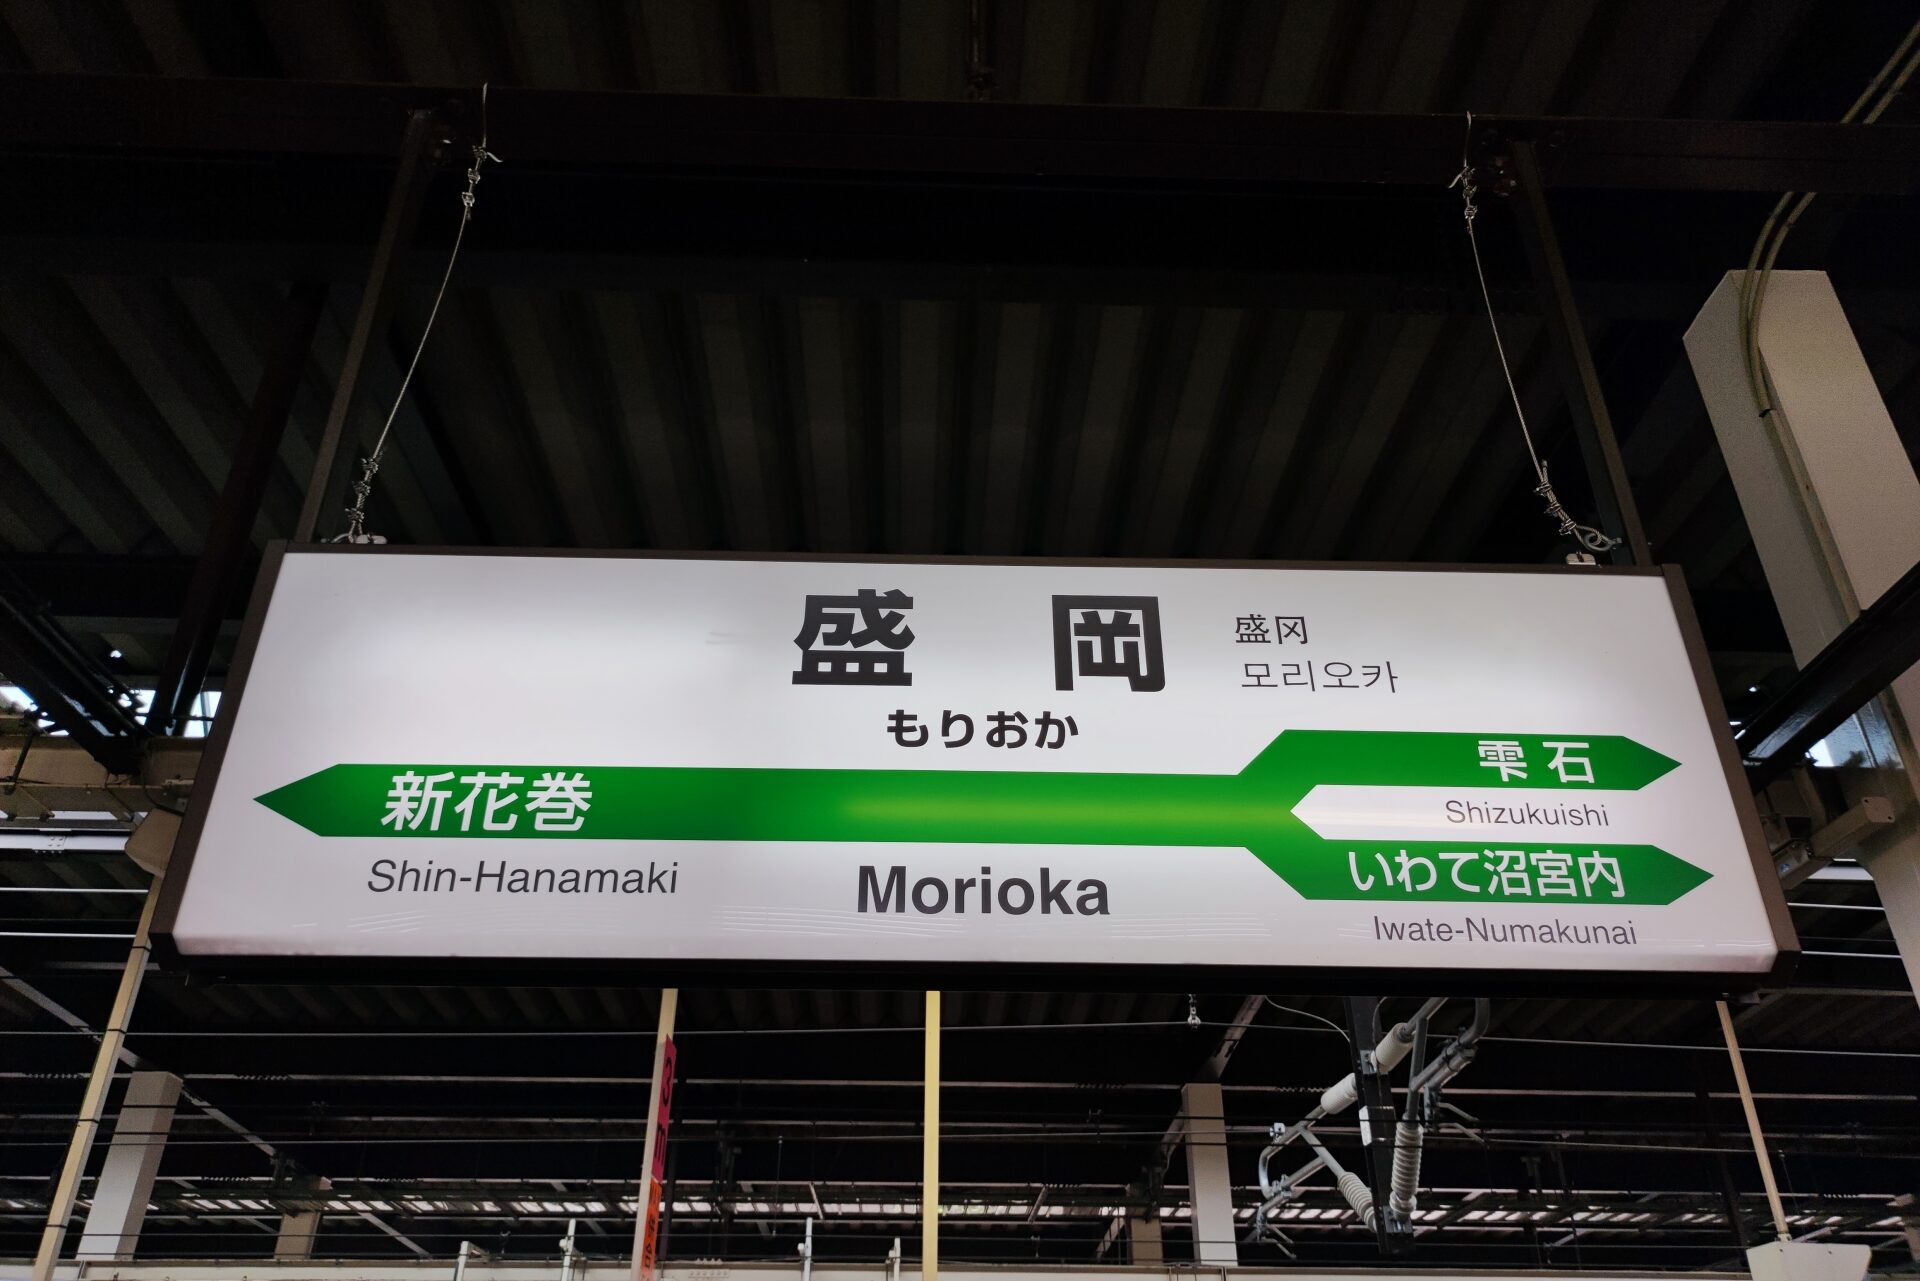 盛岡
盛冈
모리오카
もりおか
雫石
新花巻
Shizukuishi
いわて沼宮内
Shin-Hanamaki
Morioka
Iwate-Numakunai
3